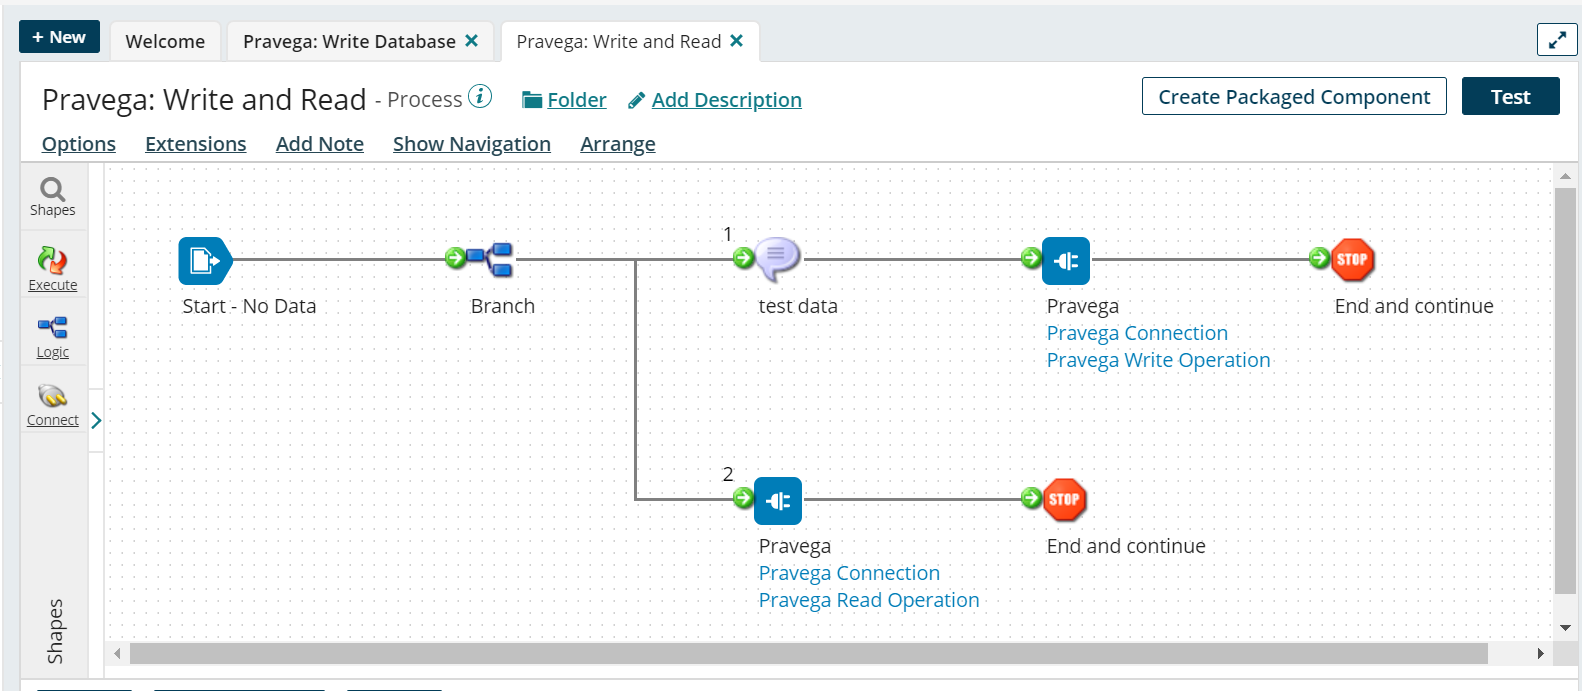 + New
Welcome
Pravega: Write Database ×
Pravega: Write and Read ×
Pravega: Write and Read - Process i
Folder
Add Description
Create Packaged Component
Test
Options
Extensions
Add Note
Show Navigation
Arrange
Shapes
Execute
Logic
Connect
Shapes
Start - No Data
Branch
1
test data
Pravega
Pravega Connection
Pravega Write Operation
STOP
End and continue
2
Pravega
Pravega Connection
Pravega Read Operation
STOP
End and continue